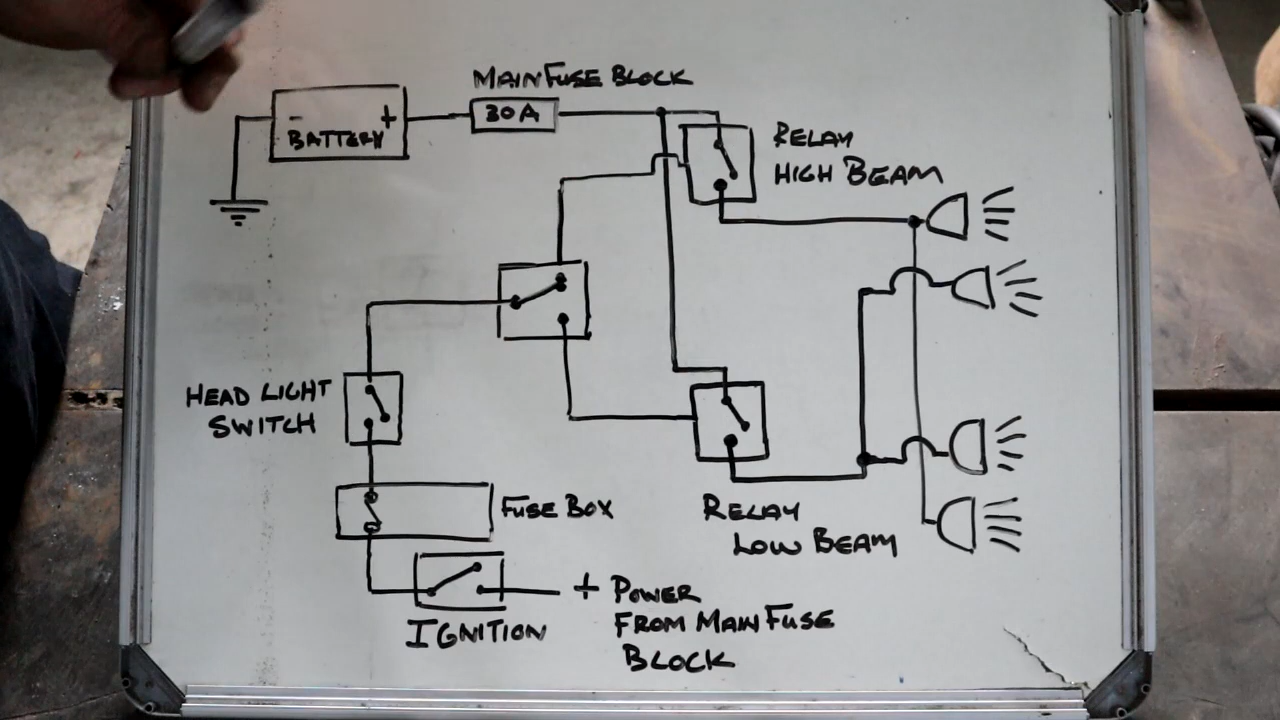 MAIN FUSE BLOCK
30A
- +
BATTERY
RELAY
HIGH BEAM
HEAD LIGHT
SWITCH
FUSE BOX
RELAY
LOW BEAM
IGNITION
+ POWER
FROM MAIN FUSE
BLOCK